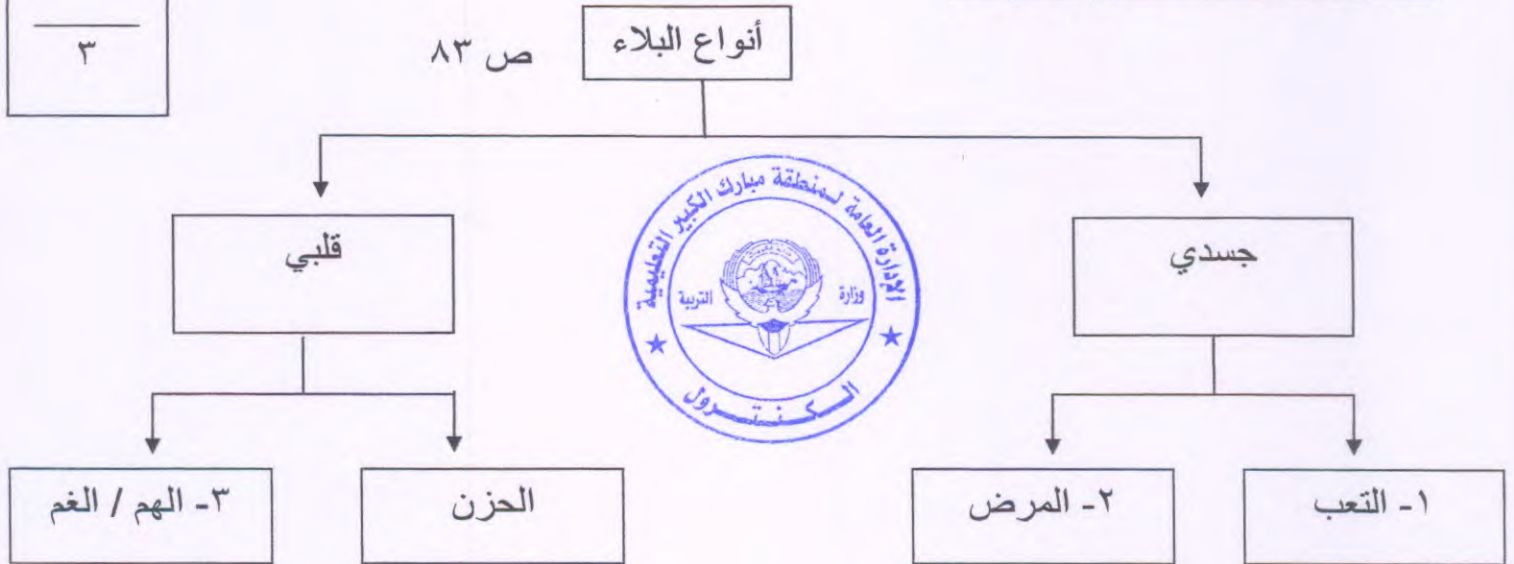 ٣
أنواع البلاء
ص ٨٣
جسدي
قلبي
١- التعب
٢- المرض
الحزن
٣- الهم / الغم
الإدارة العامة لمنطقة مبارك الكبير التعليمية
وزارة
التربية
الكنترول